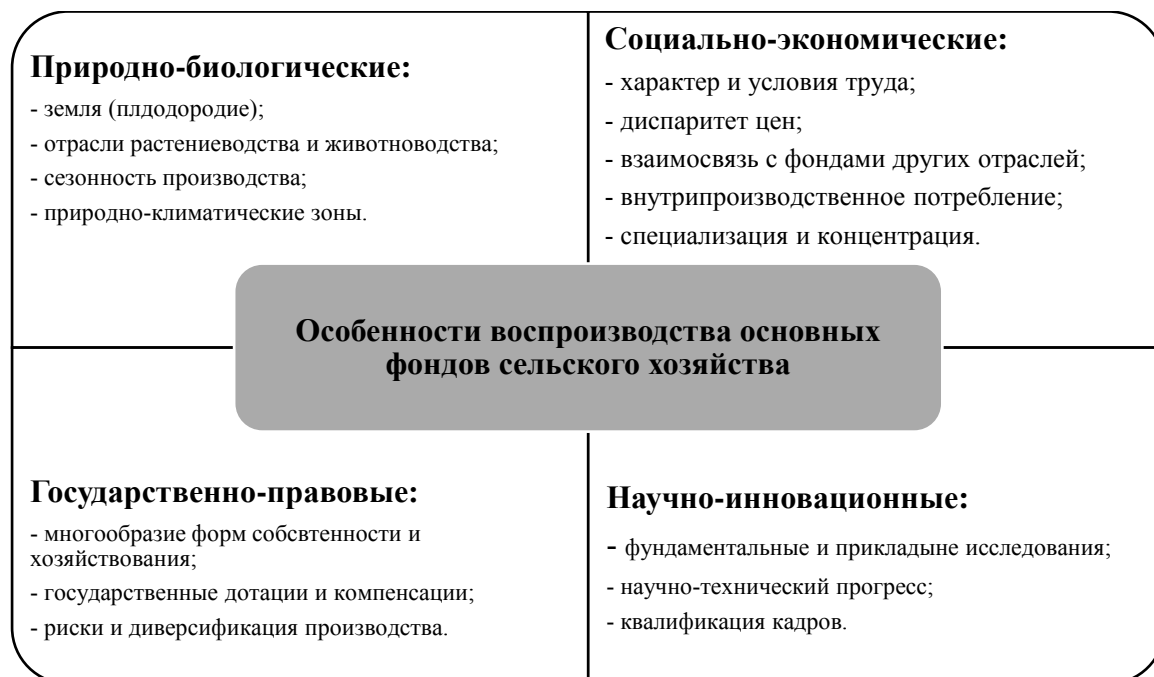 Природно-биологические:
- земля (плдодородие);
- отрасли растениеводства и животноводства;
- сезонность производства;
- природно-климатические зоны.
Социально-экономические:
- характер и условия труда;
- диспаритет цен;
- взаимосвязь с фондами других отраслей;
- внутрипроизводственное потребление;
- специализация и концентрация.
Особенности воспроизводства основных
фондов сельского хозяйства
Государственно-правовые:
- многообразие форм собсвтенности и
хозяйствования;
- государственные дотации и компенсации;
- риски и диверсификация производства.
Научно-инновационные:
- фундаментальные и прикладыне исследования;
- научно-технический прогресс;
- квалификация кадров.